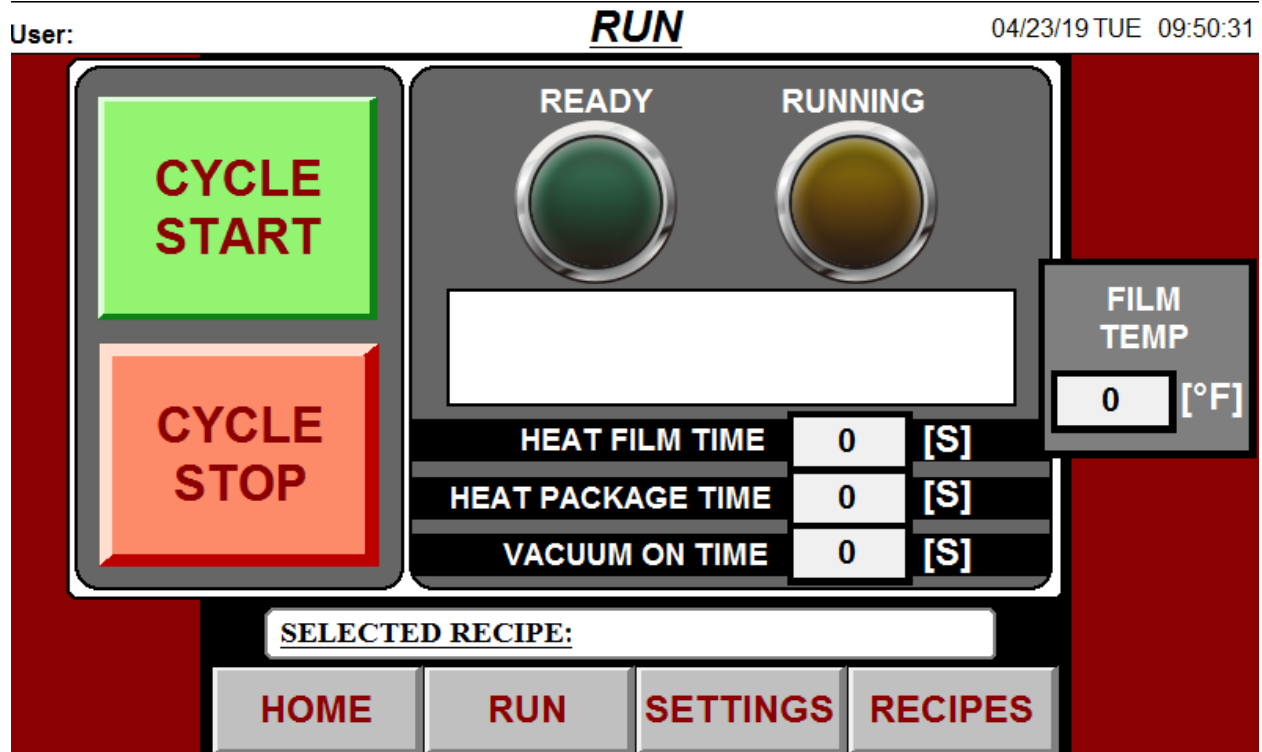 User:
RUN
04/23/19 TUE 09:50:31
CYCLE
START
CYCLE
STOP
READY
RUNNING
HEAT FILM TIME 0 [S]
HEAT PACKAGE TIME 0 [S]
VACUUM ON TIME 0 [S]
FILM
TEMP
0 [°F]
SELECTED RECIPE:
HOME
RUN
SETTINGS
RECIPES